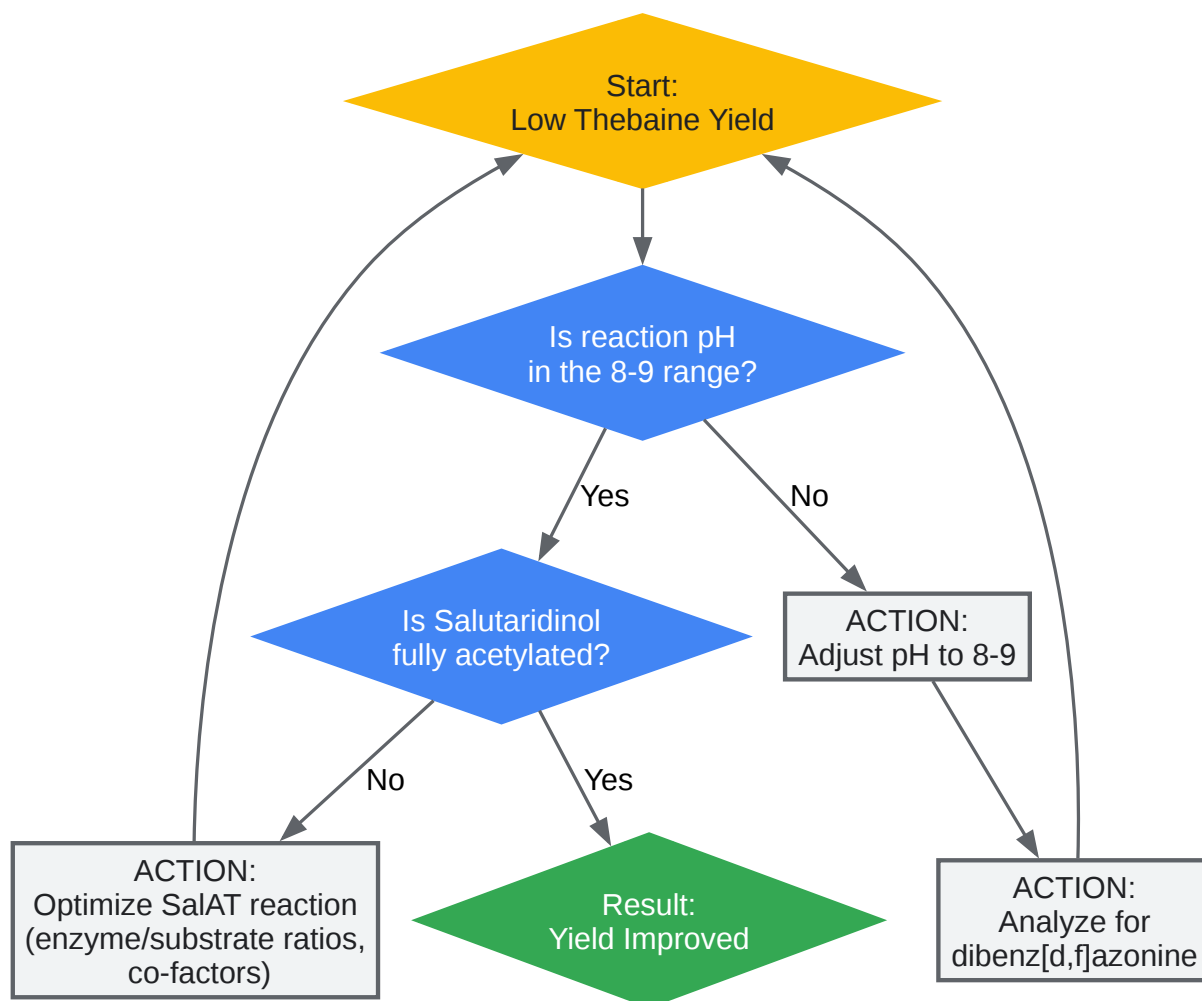 Start:
Low Thebaine Yield
Is reaction pH
in the 8-9 range?
Yes
No
Is Salutaridinol
fully acetylated?
ACTION:
Adjust pH to 8-9
No
Yes
ACTION:
Optimize SalAT reaction
(enzyme/substrate ratios,
co-factors)
Result:
Yield Improved
ACTION:
Analyze for
dibenz[d,f]azonine